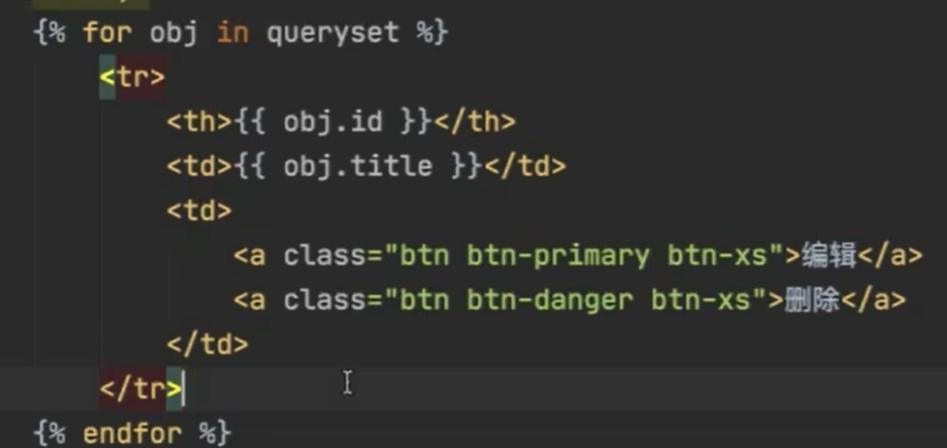 {% for obj in queryset %}
<tr>
<th>{{ obj.id }}</th>
<td>{{ obj.title }}</td>
<td>
<a class="btn btn-primary btn-xs">编辑</a>
<a class="btn btn-danger btn-xs">删除</a>
</td>
</tr>
{% endfor %}